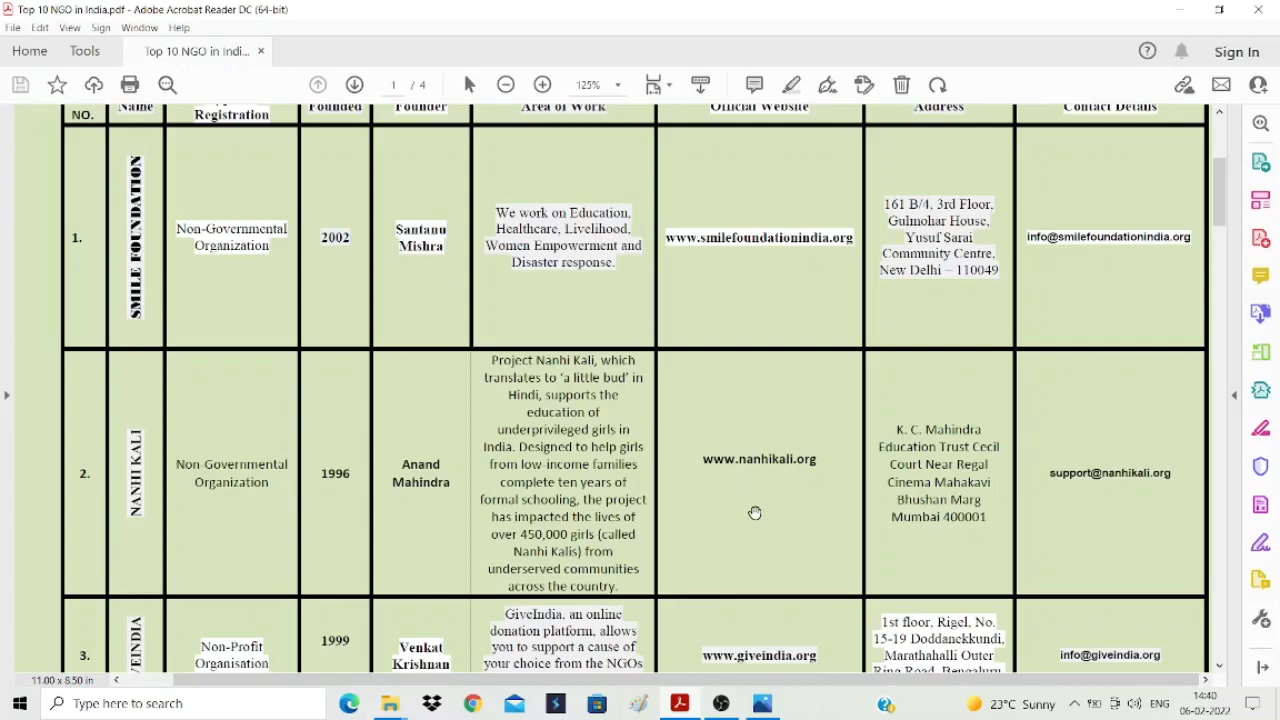 Top 10 NGO in India.pdf - Adobe Acrobat Reader DC (64-bit)
File Edit View Sign Window Help
Home Tools Top 10 NGO in Indi... × Sign In
1 / 4 125%
NO. Name Registration Founded Founder Area of Work Official Website Address Contact Details
1.
SMILE FOUNDATION
Non-Governmental
Organization
2002
Santanu
Mishra
We work on Education,
Healthcare, Livelihood,
Women Empowerment and
Disaster response.
www.smilefoundationindia.org
161 B/4, 3rd Floor,
Gulmohar House,
Yusuf Sarai
Community Centre,
New Delhi – 110049
info@smilefoundationindia.org
2.
NANHI KALI
Non-Governmental
Organization
1996
Anand
Mahindra
Project Nanhi Kali, which
translates to ‘a little bud’ in
Hindi, supports the
education of
underprivileged girls in
India. Designed to help girls
from low-income families
complete ten years of
formal schooling, the project
has impacted the lives of
over 450,000 girls (called
Nanhi Kalis) from
underserved communities
across the country.
www.nanhikali.org
K. C. Mahindra
Education Trust Cecil
Court Near Regal
Cinema Mahakavi
Bhushan Marg
Mumbai 400001
support@nanhikali.org
3.
VEINDIA
Non-Profit
Organisation
1999
Venkat
Krishnan
GiveIndia, an online
donation platform, allows
you to support a cause of
your choice from the NGOs
www.giveindia.org
1st floor, Rigel, No.
15-19 Doddanekkundi,
Marathahalli Outer
Ring Road, Bengaluru
info@giveindia.org
11.00 x 8.50 in
Type here to search
23°C Sunny
ENG
14:40
06-02-2022